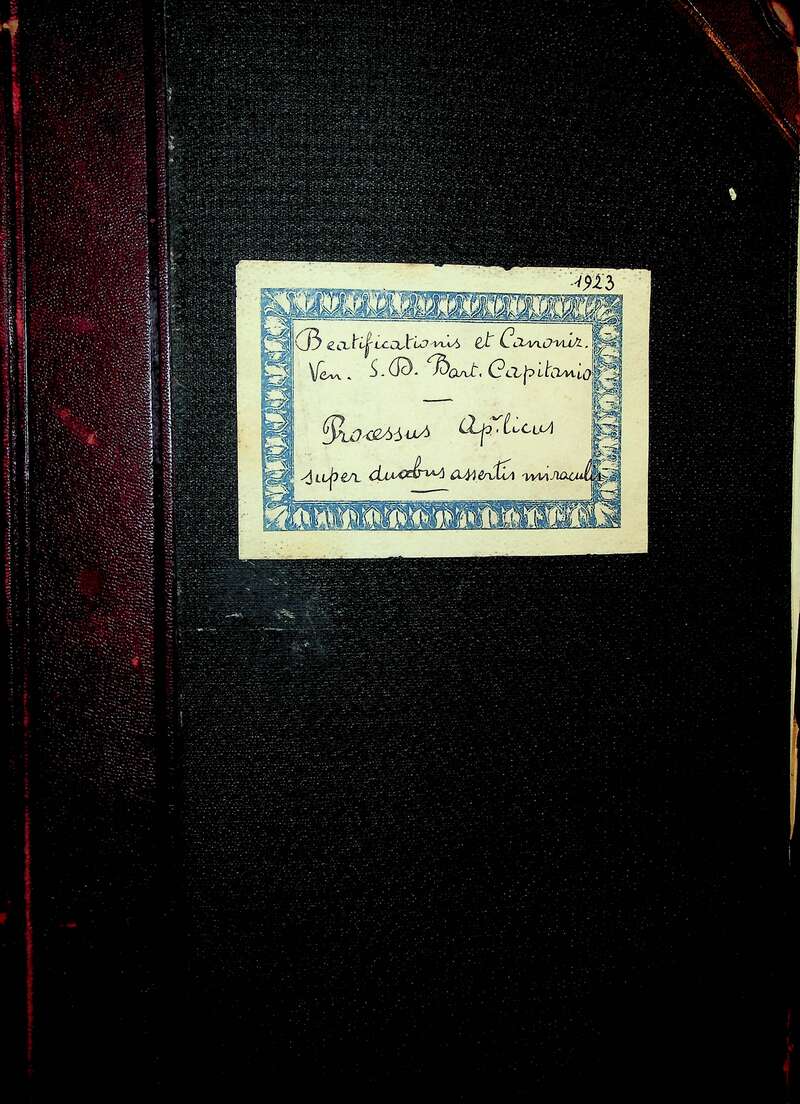 1923
Beatificationis et Canoniz.
Ven. S. D. Bart. Capitanio
Processus Ap.licus
super duobus assertis miraculis